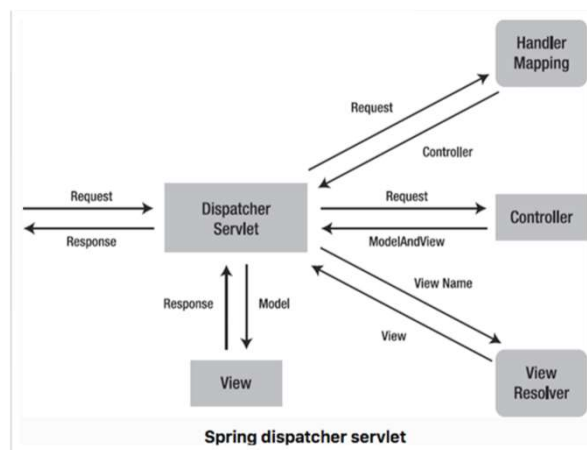 Handler
Mapping
Request
Controller
Request
Response
Dispatcher
Servlet
Request
ModelAndView
Controller
View Name
View
Response
Model
View
View
Resolver
Spring dispatcher servlet